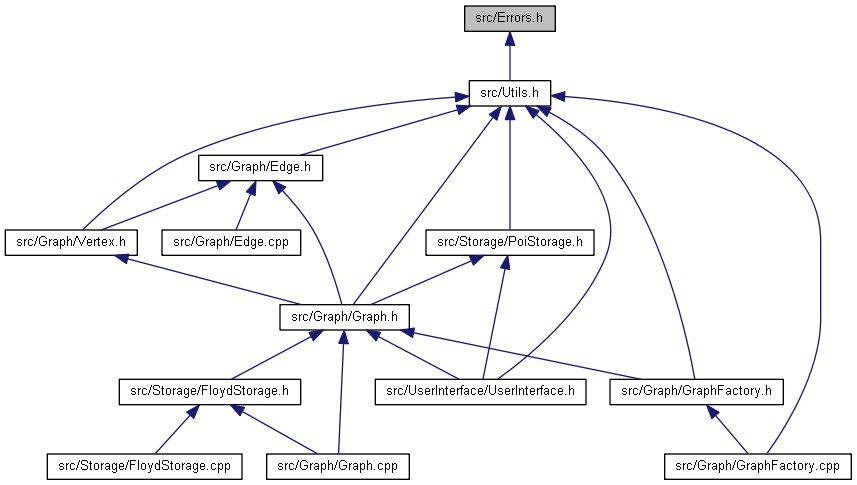 src/Errors.h
src/Utils.h
src/Graph/Edge.h
src/Graph/Vertex.h
src/Graph/Edge.cpp
src/Storage/PoiStorage.h
src/Graph/Graph.h
src/Storage/FloydStorage.h
src/UserInterface/UserInterface.h
src/Graph/GraphFactory.h
src/Storage/FloydStorage.cpp
src/Graph/Graph.cpp
src/Graph/GraphFactory.cpp